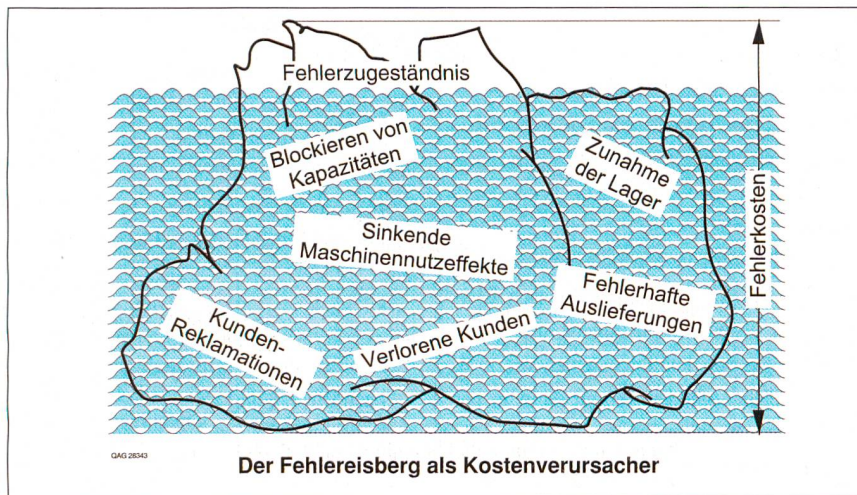 Fehlerzugeständnis
Blockieren von
Kapazitäten
Zunahme
der Lager
Sinkende
Maschinennutzeffekte
Fehlerhafte
Auslieferungen
Kunden-
Reklamationen
Verlorene Kunden
Fehlerkosten
QAG 28343
Der Fehlereisberg als Kostenverursacher